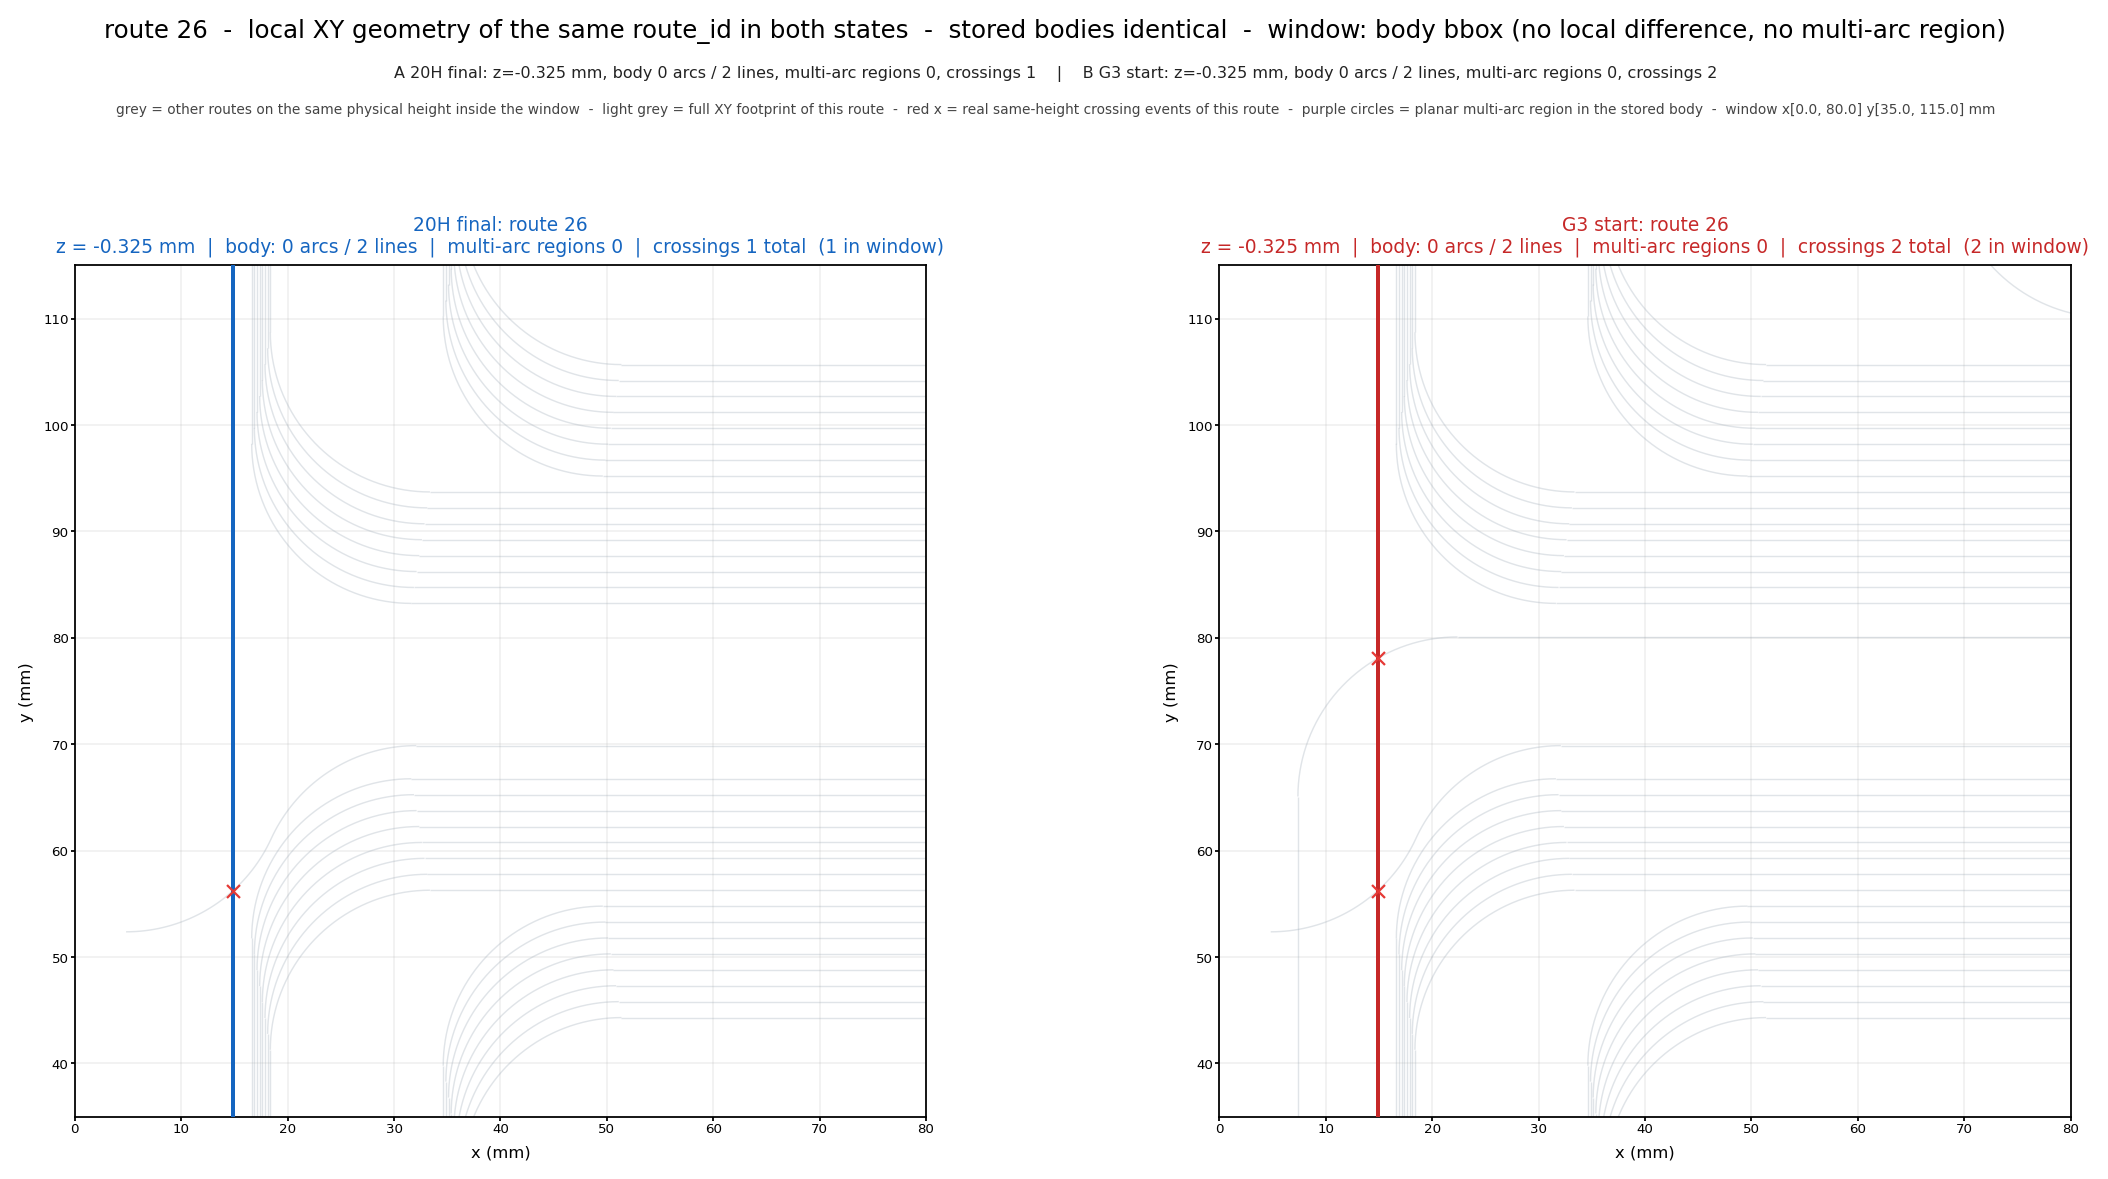 route 26 - local XY geometry of the same route_id in both states - stored bodies identical - window: body bbox (no local difference, no multi-arc region)
A 20H final: z=-0.325 mm, body 0 arcs / 2 lines, multi-arc regions 0, crossings 1 | B G3 start: z=-0.325 mm, body 0 arcs / 2 lines, multi-arc regions 0, crossings 2
grey = other routes on the same physical height inside the window - light grey = full XY footprint of this route - red x = real same-height crossing events of this route - purple circles = planar multi-arc region in the stored body - window x[0.0, 80.0] y[35.0, 115.0] mm
20H final: route 26
z = -0.325 mm | body: 0 arcs / 2 lines | multi-arc regions 0 | crossings 1 total (1 in window)
110
100
90
80
70
60
50
40
y (mm)
0 10 20 30 40 50 60 70 80
x (mm)
G3 start: route 26
z = -0.325 mm | body: 0 arcs / 2 lines | multi-arc regions 0 | crossings 2 total (2 in window)
110
100
90
80
70
60
50
40
y (mm)
0 10 20 30 40 50 60 70 80
x (mm)